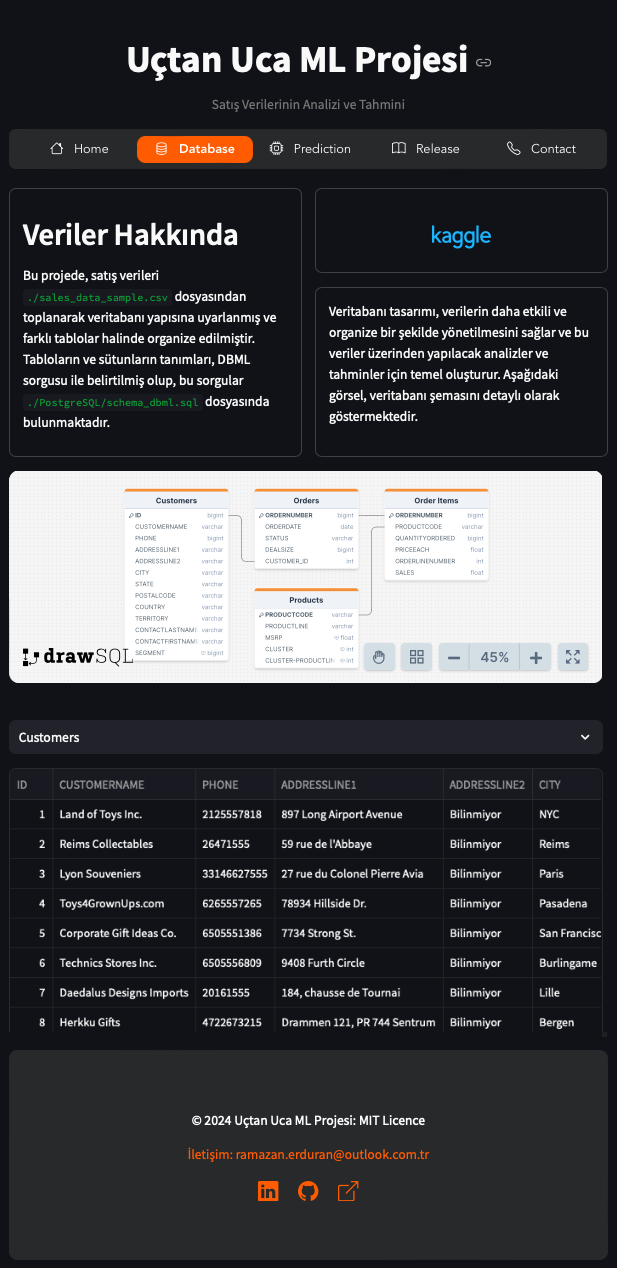 Uçtan Uca ML Projesi
Satış Verilerinin Analizi ve Tahmini
Home Database Prediction Release Contact
Veriler Hakkında
Bu projede, satış verileri
./sales_data_sample.csv dosyasından
toplanarak veritabanı yapısına uyarlanmış ve
farklı tablolar halinde organize edilmiştir.
Tabloların ve sütunların tanımları, DBML
sorgusu ile belirtilmiş olup, bu sorgular
./PostgreSQL/schema_dbml.sql dosyasında
bulunmaktadır.
kaggle
Veritabanı tasarımı, verilerin daha etkili ve
organize bir şekilde yönetilmesini sağlar ve bu
veriler üzerinden yapılacak analizler ve
tahminler için temel oluşturur. Aşağıdaki
görsel, veritabanı şemasını detaylı olarak
göstermektedir.
Customers
ID bigint
CUSTOMERNAME varchar
PHONE bigint
ADDRESSLINE1 varchar
ADDRESSLINE2 varchar
CITY varchar
STATE varchar
POSTALCODE varchar
COUNTRY varchar
TERRITORY varchar
CONTACTLASTNAME varchar
CONTACTFIRSTNAM varchar
SEGMENT bigint
Orders
ORDERNUMBER bigint
ORDERDATE date
STATUS varchar
DEALSIZE bigint
CUSTOMER_ID int
Order Items
ORDERNUMBER bigint
PRODUCTCODE varchar
QUANTITYORDERED bigint
PRICEEACH float
ORDERLINENUMBER int
SALES float
Products
PRODUCTCODE varchar
PRODUCTLINE varchar
MSRP float
CLUSTER int
CLUSTER-PRODUCTLIN int
drawSQL
45%
Customers
ID CUSTOMERNAME PHONE ADDRESSLINE1 ADDRESSLINE2 CITY
1 Land of Toys Inc. 2125557818 897 Long Airport Avenue Bilinmiyor NYC
2 Reims Collectables 26471555 59 rue de l'Abbaye Bilinmiyor Reims
3 Lyon Souveniers 33146627555 27 rue du Colonel Pierre Avia Bilinmiyor Paris
4 Toys4GrownUps.com 6265557265 78934 Hillside Dr. Bilinmiyor Pasadena
5 Corporate Gift Ideas Co. 6505551386 7734 Strong St. Bilinmiyor San Francisc
6 Technics Stores Inc. 6505556809 9408 Furth Circle Bilinmiyor Burlingame
7 Daedalus Designs Imports 20161555 184, chausse de Tournai Bilinmiyor Lille
8 Herkku Gifts 4722673215 Drammen 121, PR 744 Sentrum Bilinmiyor Bergen
© 2024 Uçtan Uca ML Projesi: MIT Licence
İletişim: ramazan.erduran@outlook.com.tr